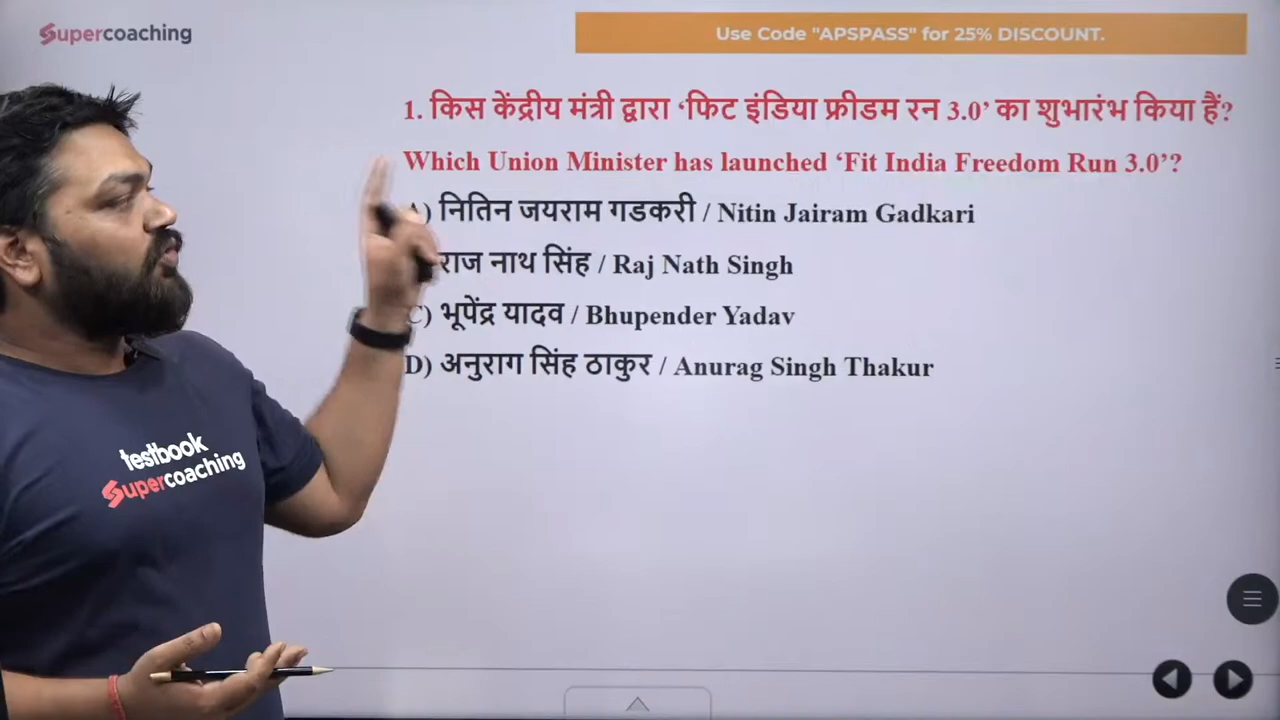 Supercoaching
Use Code "APSPASS" for 25% DISCOUNT.
1. किस केंद्रीय मंत्री द्वारा ‘फिट इंडिया फ्रीडम रन 3.0’ का शुभारंभ किया हैं?
Which Union Minister has launched ‘Fit India Freedom Run 3.0’?
A) नितिन जयराम गडकरी / Nitin Jairam Gadkari
राज नाथ सिंह / Raj Nath Singh
C) भूपेंद्र यादव / Bhupender Yadav
D) अनुराग सिंह ठाकुर / Anurag Singh Thakur
testbook
Supercoaching